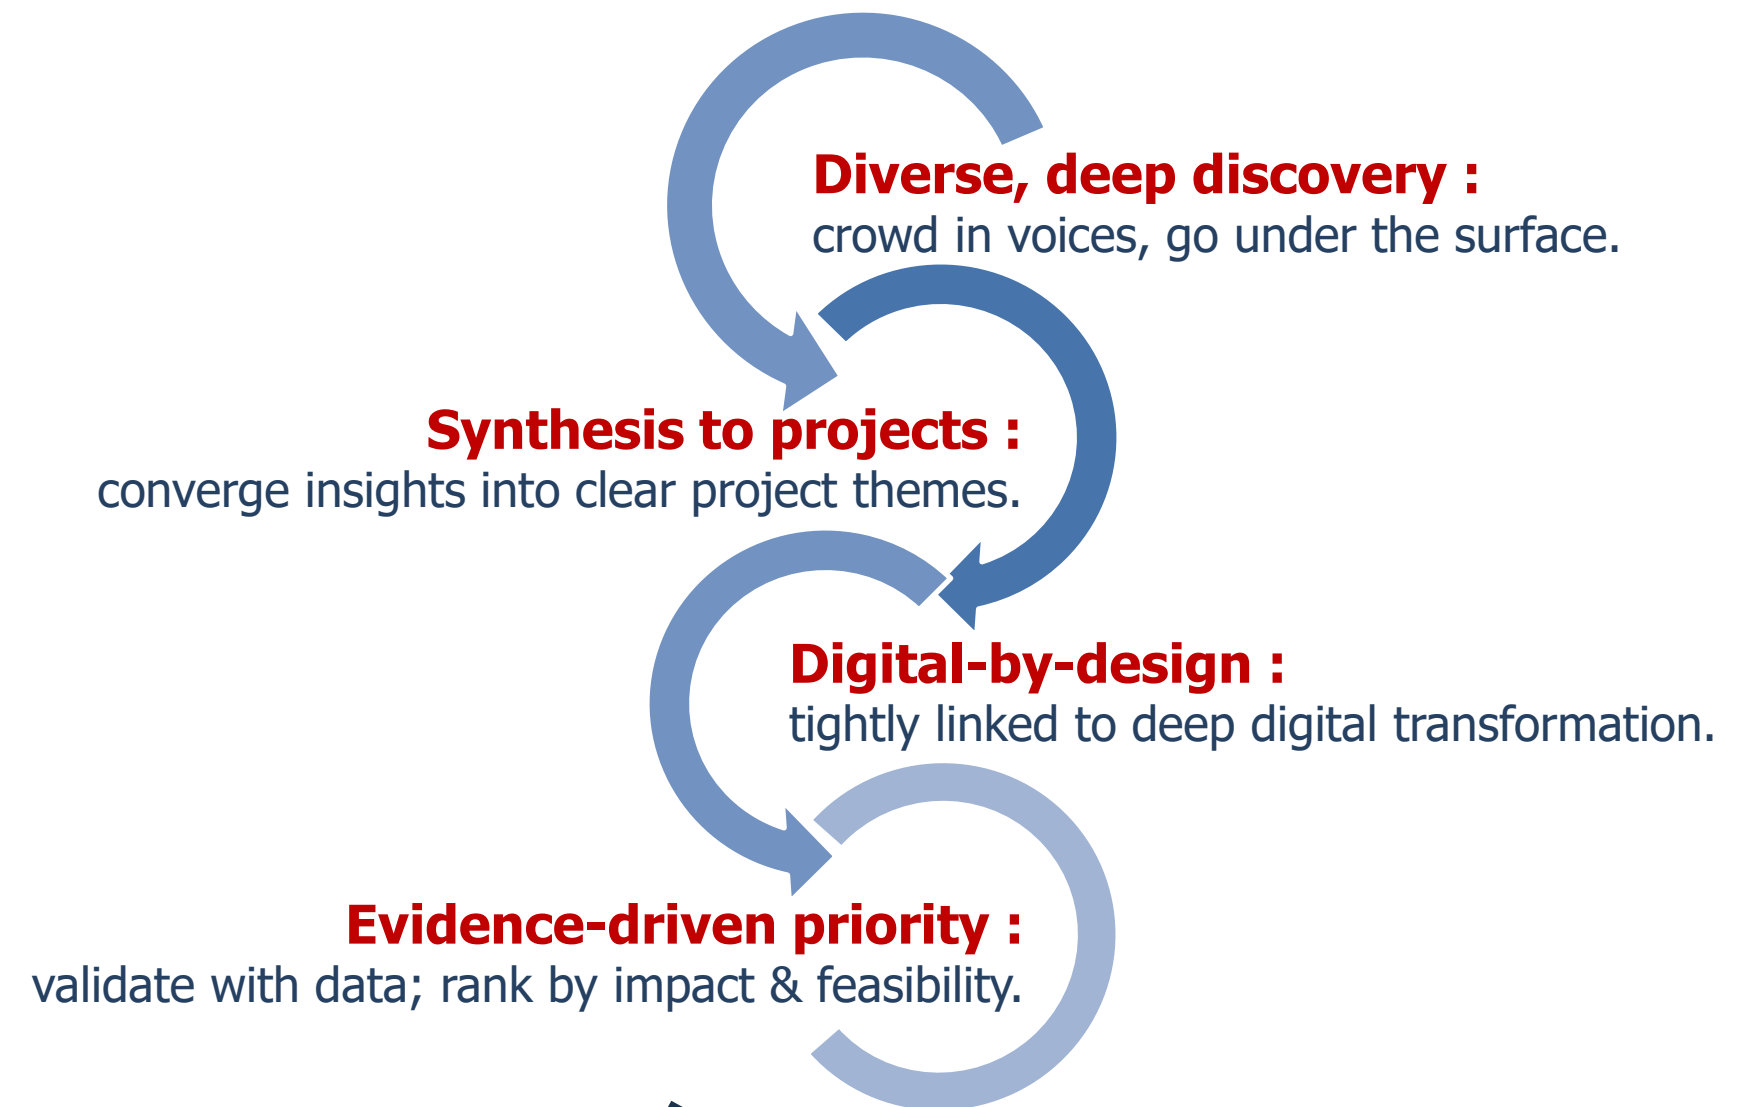 Diverse, deep discovery :
crowd in voices, go under the surface.
Synthesis to projects :
converge insights into clear project themes.
Digital-by-design :
tightly linked to deep digital transformation.
Evidence-driven priority :
validate with data; rank by impact & feasibility.